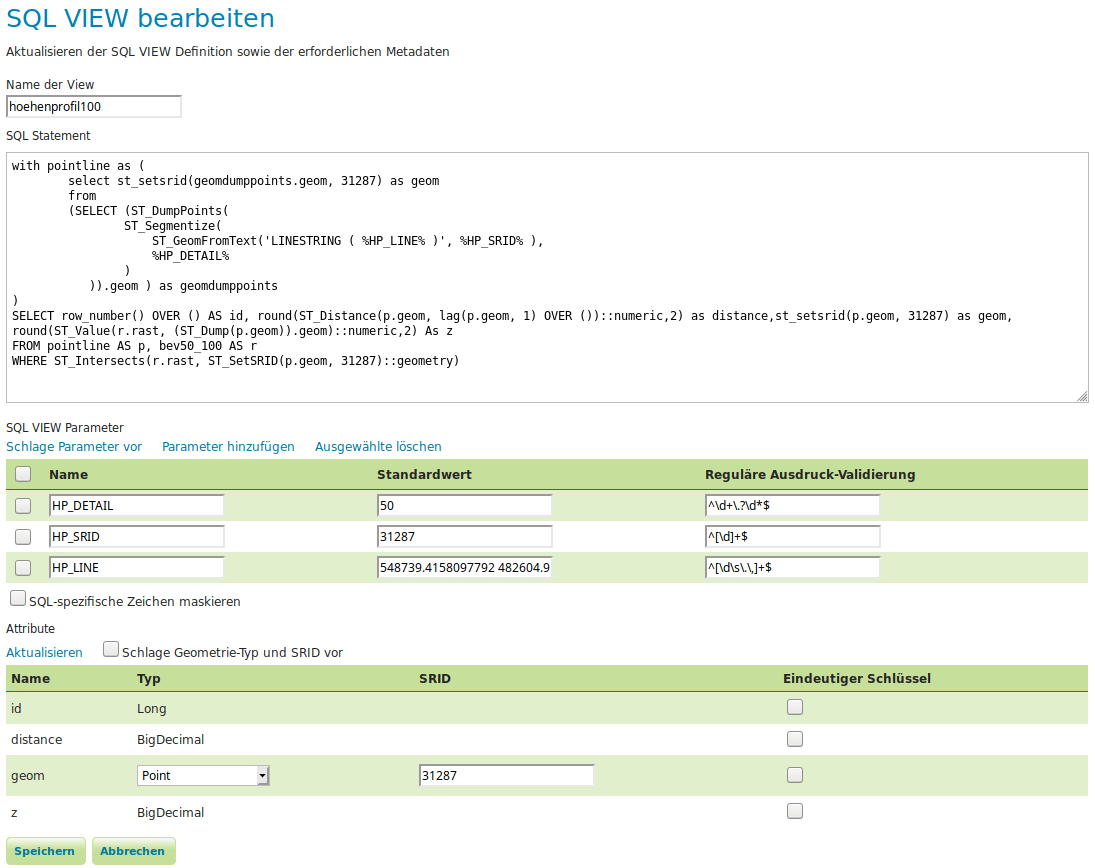 SQL VIEW bearbeiten
Aktualisieren der SQL VIEW Definition sowie der erforderlichen Metadaten
Name der View
hoehenprofil100
SQL Statement
with pointline as (
select st_setsrid(geomdumppoints.geom, 31287) as geom
from
(SELECT (ST_DumpPoints(
ST_Segmentize(
ST_GeomFromText('LINESTRING ( %HP_LINE% )', %HP_SRID% ),
%HP_DETAIL%
)
)).geom ) as geomdumppoints
)
SELECT row_number() OVER () AS id, round(ST_Distance(p.geom, lag(p.geom, 1) OVER ())::numeric,2) as distance,st_setsrid(p.geom, 31287) as geom,
round(ST_Value(r.rast, (ST_Dump(p.geom)).geom)::numeric,2) As z
FROM pointline AS p, bev50_100 AS r
WHERE ST_Intersects(r.rast, ST_SetSRID(p.geom, 31287)::geometry)
SQL VIEW Parameter
Schlage Parameter vor Parameter hinzufügen Ausgewählte löschen
Name Standardwert Reguläre Ausdruck-Validierung
HP_DETAIL 50 ^\d+\.?\d*$
HP_SRID 31287 ^[\d]+$
HP_LINE 548739.4158097792 482604.9 ^[\d\s\.\,]+$
SQL-spezifische Zeichen maskieren
Attribute
Aktualisieren Schlage Geometrie-Typ und SRID vor
Name Typ SRID Eindeutiger Schlüssel
id Long
distance BigDecimal
geom Point 31287
z BigDecimal
Speichern Abbrechen